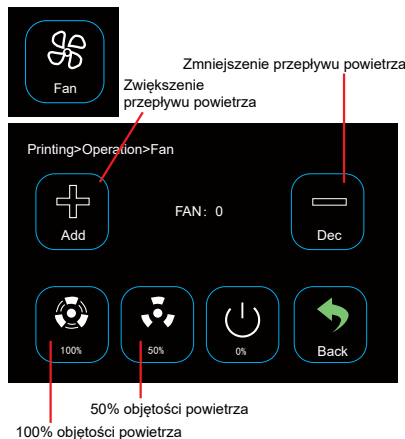 Fan
Zmniejszenie przepływu powietrza
Zwiększenie
przepływu powietrza
Printing>Operation>Fan
Add
FAN: 0
Dec
100%
50%
0%
Back
50% objętości powietrza
100% objętości powietrza